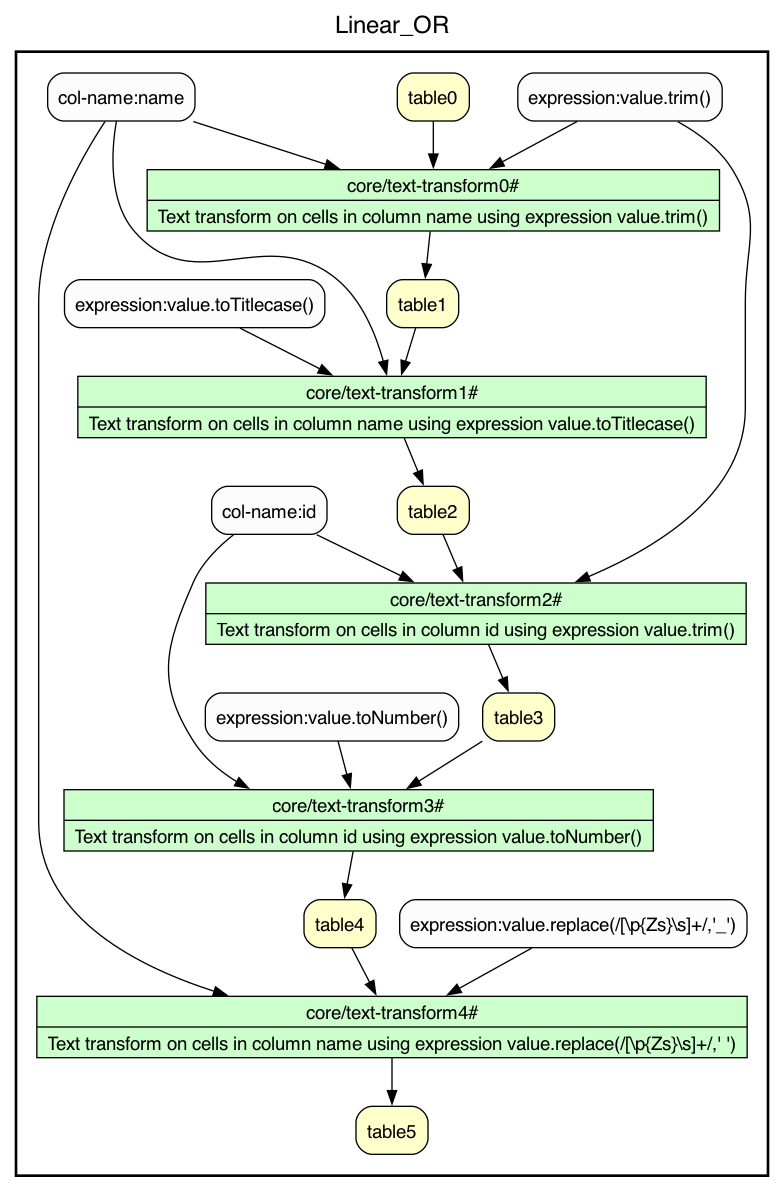 Linear_OR
col-name:name
table0
expression:value.trim()
core/text-transform0#
Text transform on cells in column name using expression value.trim()
expression:value.toTitlecase()
table1
core/text-transform1#
Text transform on cells in column name using expression value.toTitlecase()
col-name:id
table2
core/text-transform2#
Text transform on cells in column id using expression value.trim()
expression:value.toNumber()
table3
core/text-transform3#
Text transform on cells in column id using expression value.toNumber()
table4
expression:value.replace(/[\p{Zs}\s]+/,'_')
core/text-transform4#
Text transform on cells in column name using expression value.replace(/[\p{Zs}\s]+/,' ')
table5